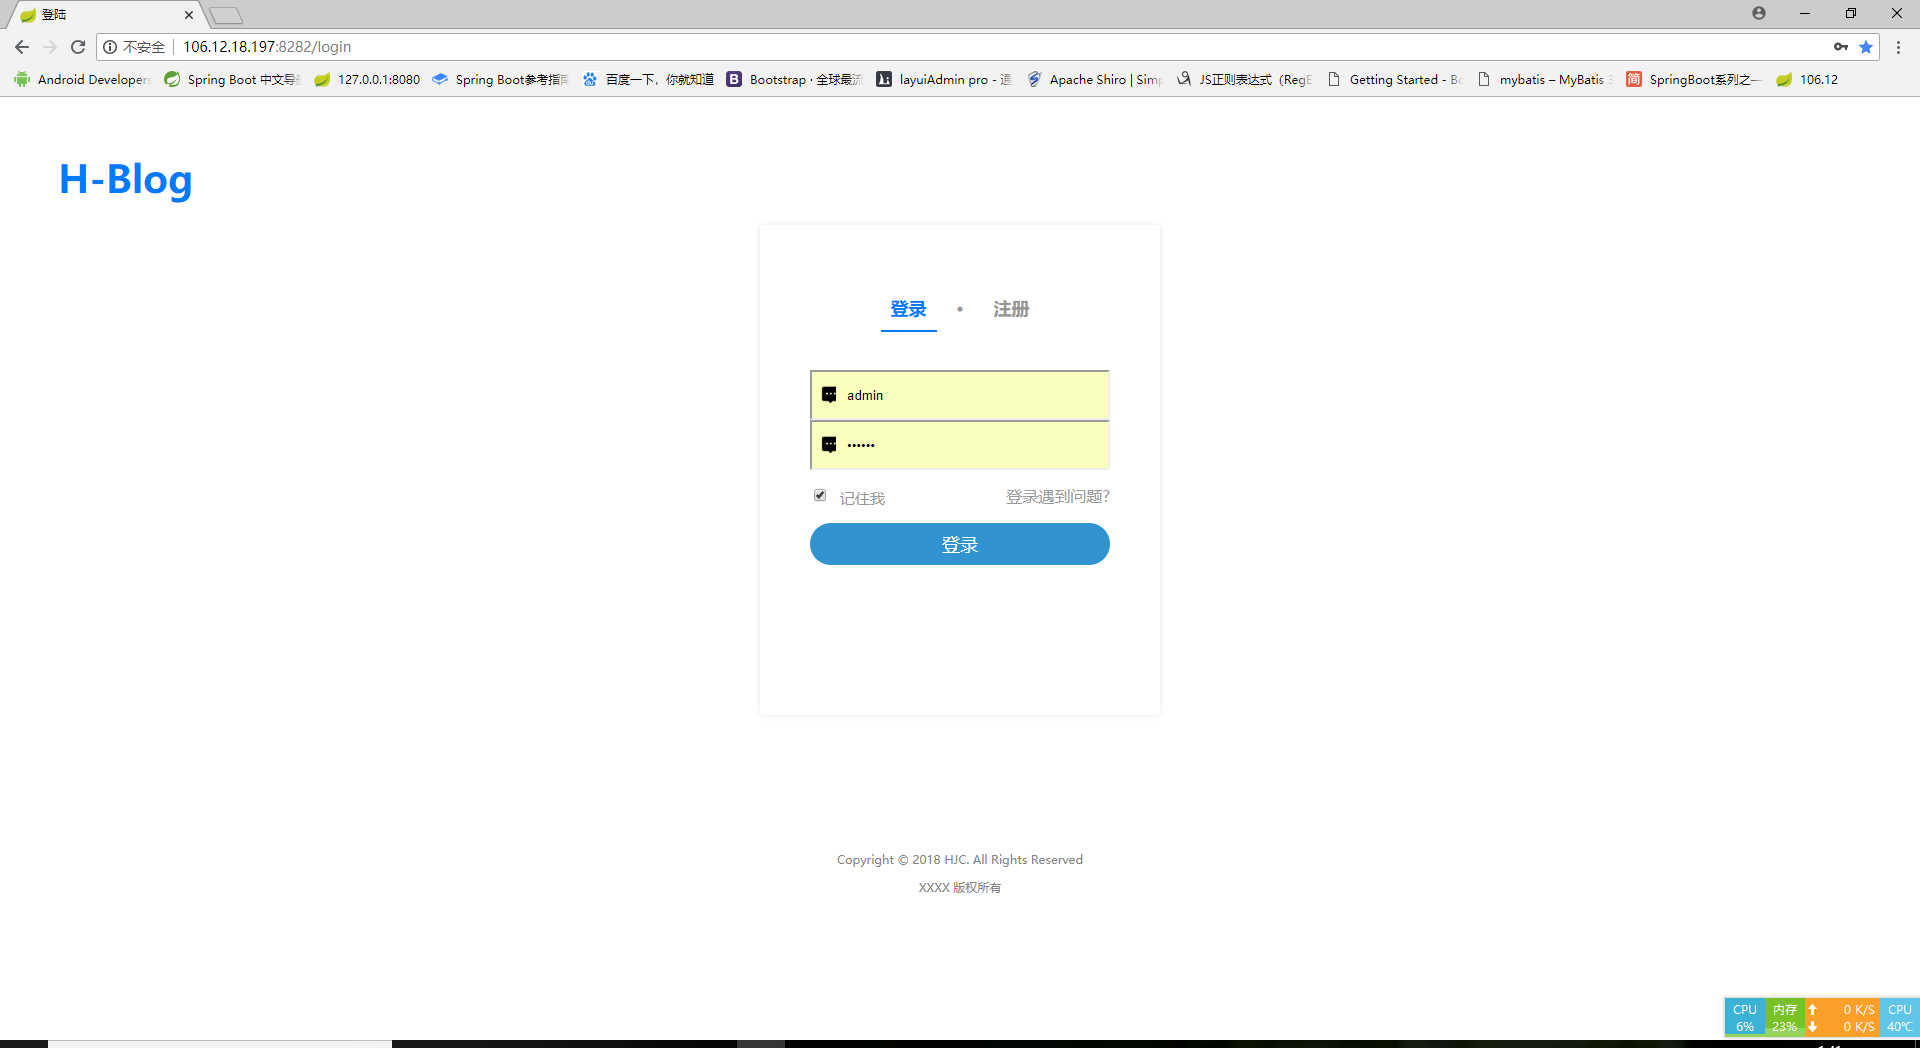 登陆
不安全 106.12.18.197:8282/login
Android Developers
Spring Boot 中文导
127.0.0.1:8080
Spring Boot参考指南
百度一下，你就知道
Bootstrap · 全球最流
layuiAdmin pro - 通
Apache Shiro | Simp
JS正则表达式（RegE
Getting Started - Bo
mybatis – MyBatis 3
SpringBoot系列之一
106.12
H-Blog
登录 • 注册
admin
••••••
记住我 登录遇到问题?
登录
Copyright © 2018 HJC. All Rights Reserved
XXXX 版权所有
CPU 内存 0 K/S CPU
6% 23% 0 K/S 40℃